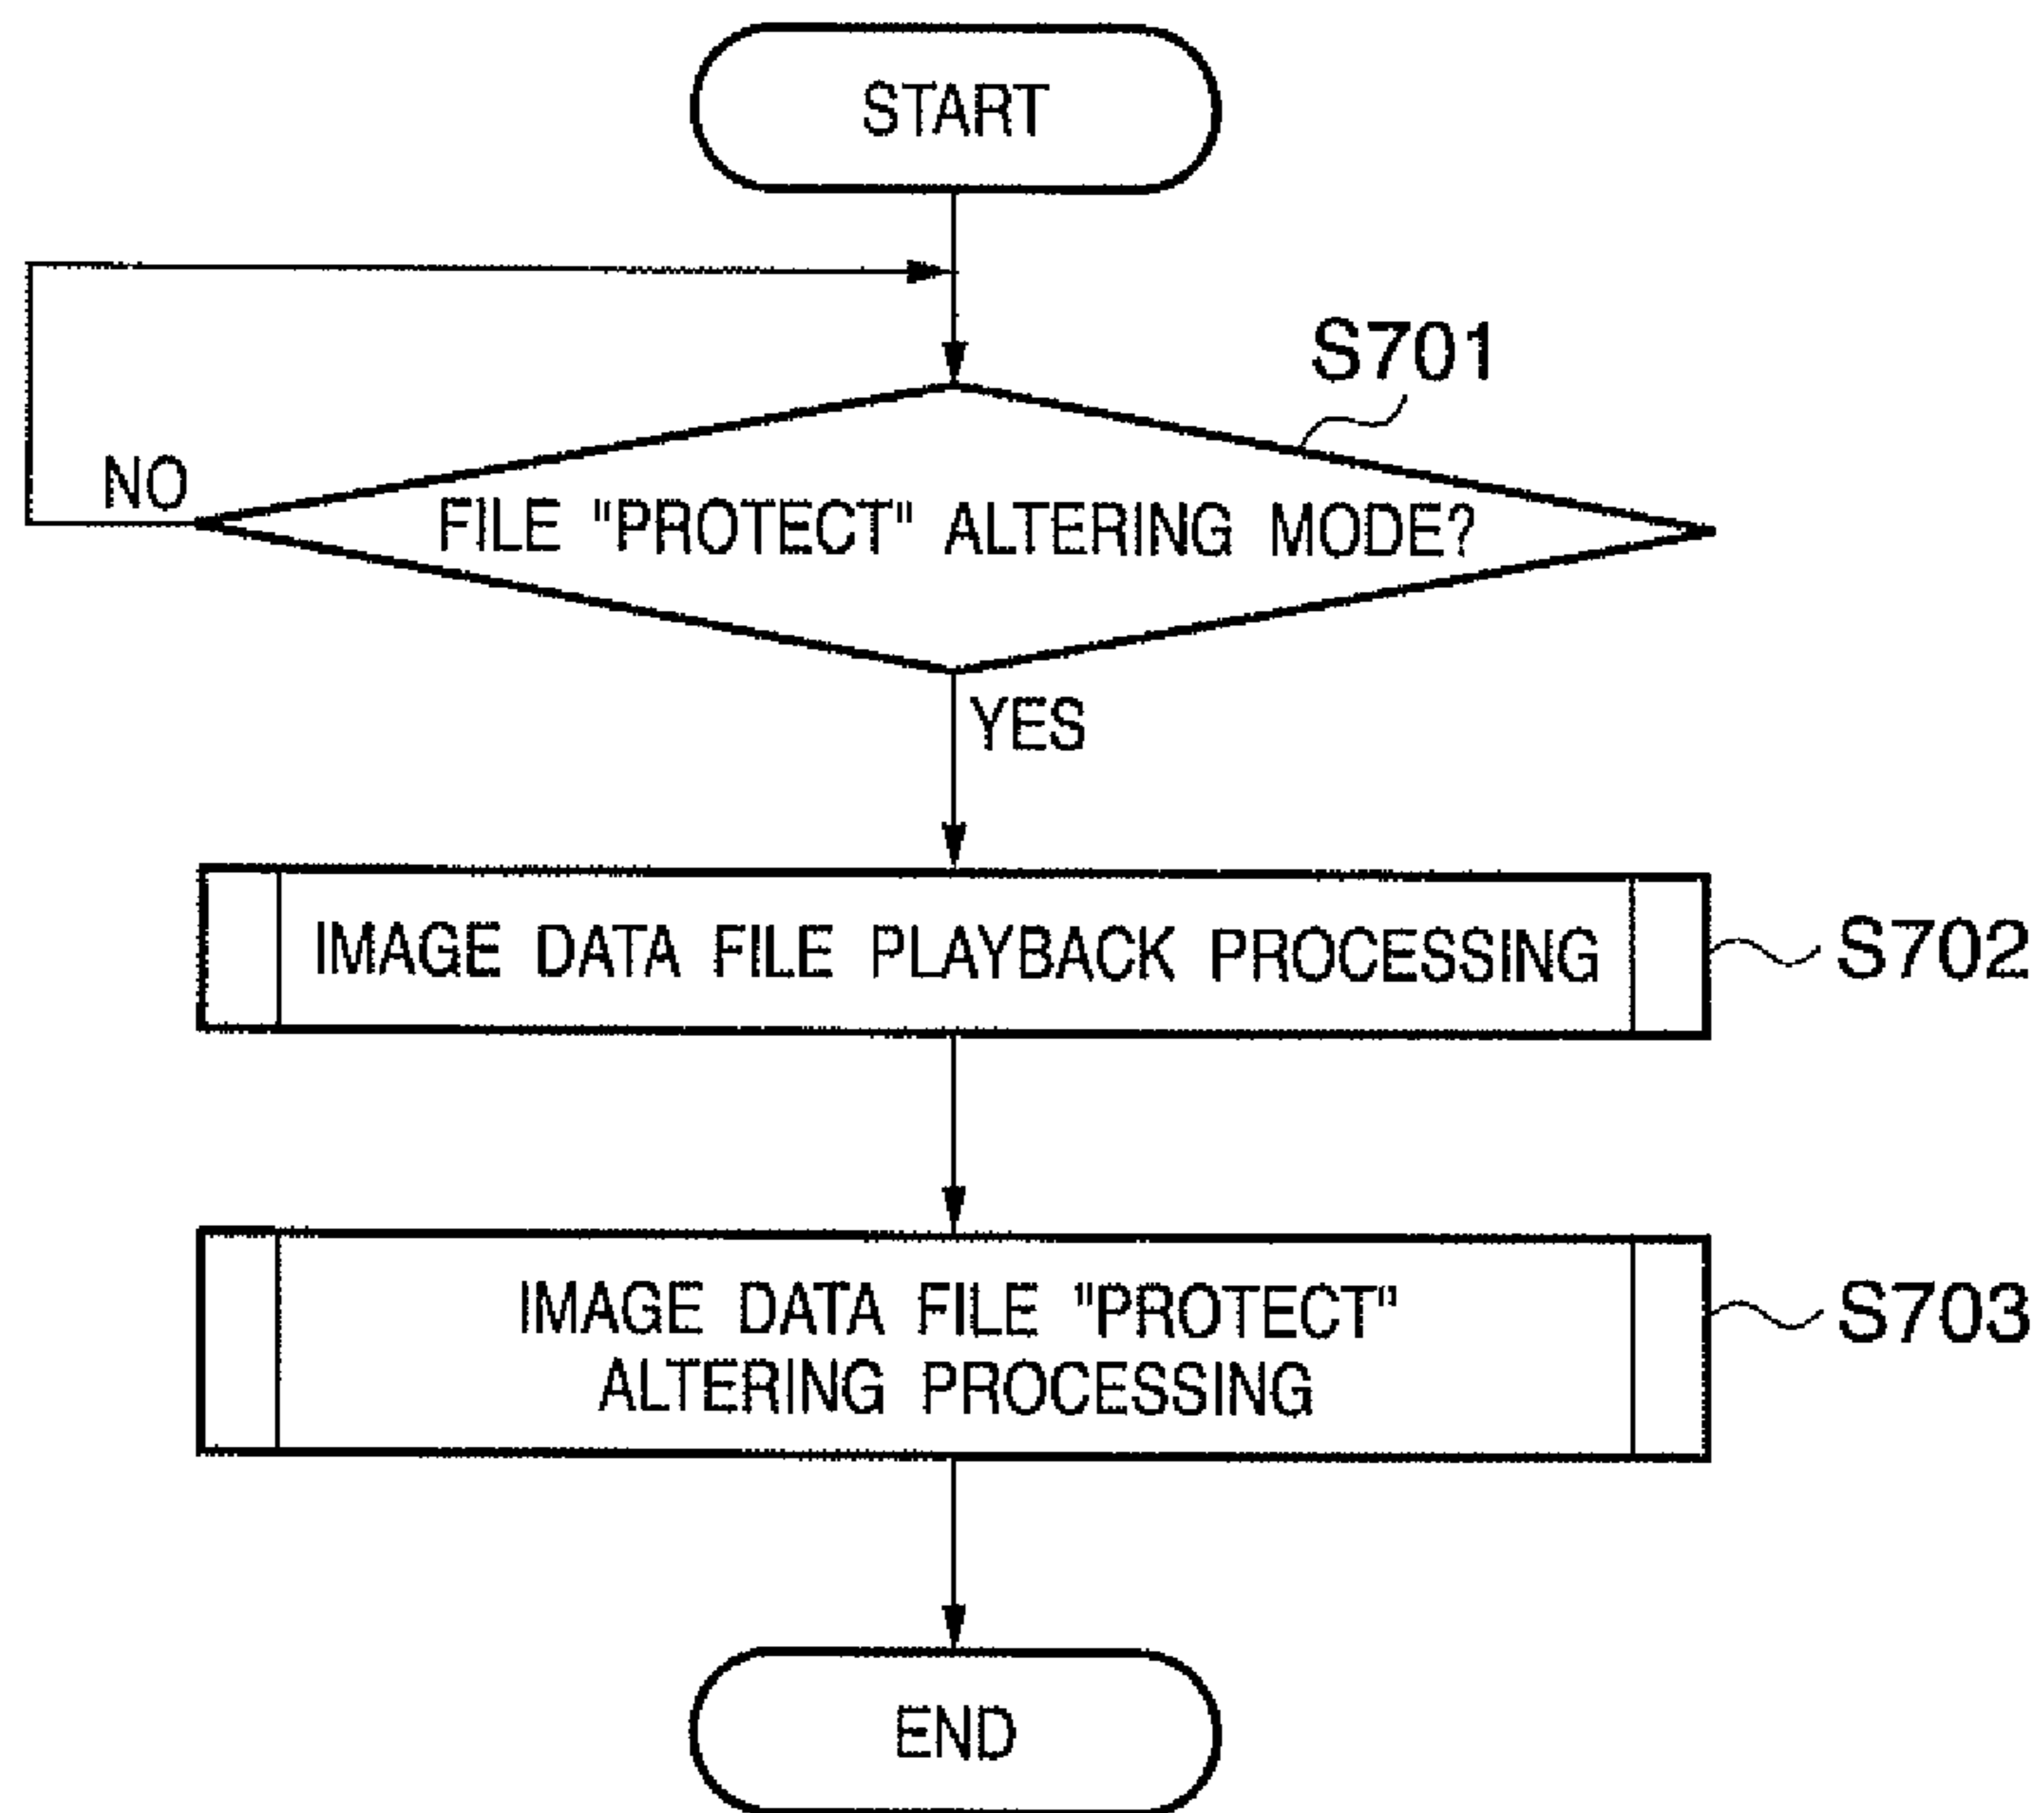 START
S701
NO
FILE "PROTECT" ALTERING MODE?
YES
IMAGE DATA FILE PLAYBACK PROCESSING
S702
IMAGE DATA FILE "PROTECT"
ALTERING PROCESSING
S703
END